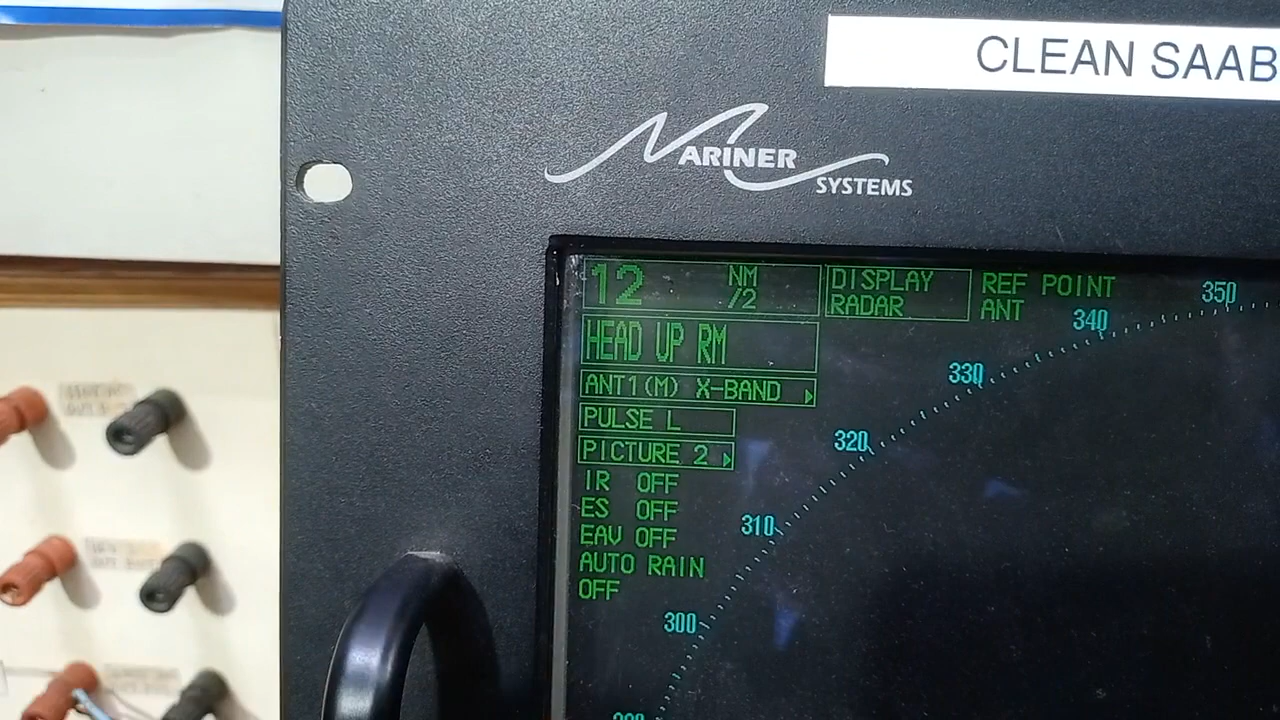 CLEAN SAAB
MARINER
SYSTEMS
12 NM
/2
DISPLAY
RADAR
REF POINT
ANT
350
340
HEAD UP RM
330
ANT1(M) X-BAND
PULSE L
320
PICTURE 2
IR OFF
ES OFF
310
EAV OFF
AUTO RAIN
OFF
300